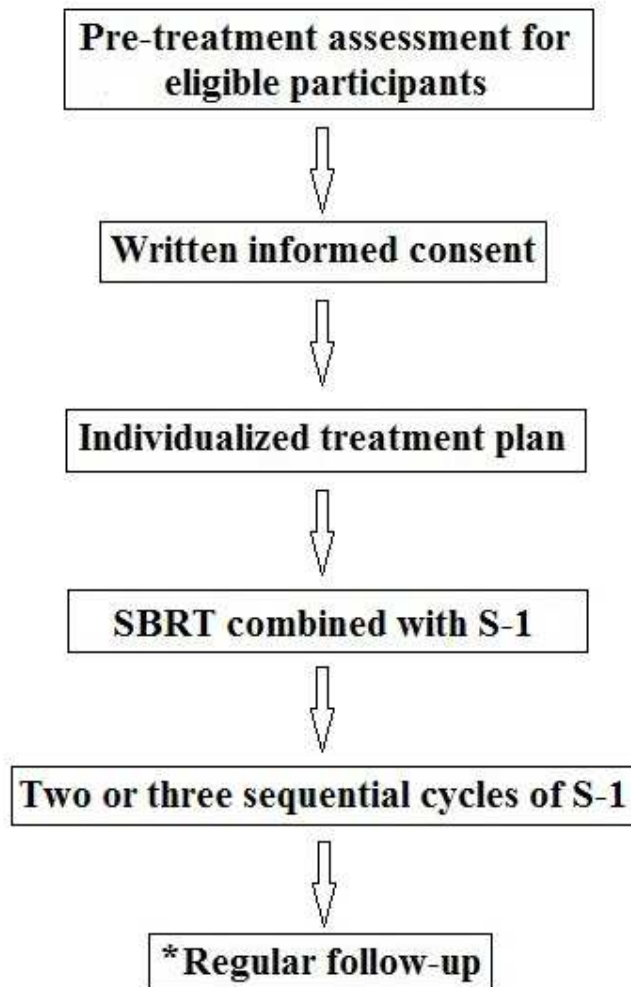 Pre-treatment assessment for
eligible participants
Written informed consent
Individualized treatment plan
SBRT combined with S-1
Two or three sequential cycles of S-1
*Regular follow-up